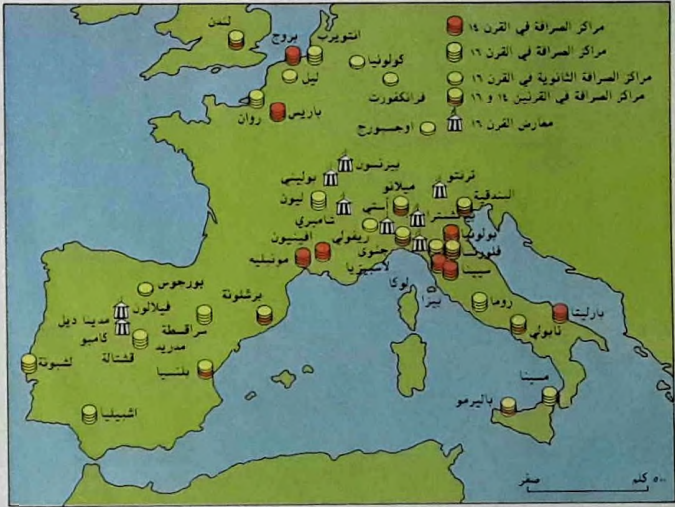 مراكز الصرافة في القرن ١٤
مراكز الصرافة في القرن ١٦
مراكز الصرافة الثانوية في القرن ١٦
مراكز الصرافة في القرنين ١٤ و ١٦
معارض القرن ١٦
لندن
بروج
انتويرب
كولونيا
ليل
فرانكفورت
روان
باريس
اوجسبورج
بيزنسون
بوليني
ترنتو
ليون
ميلانو
البندقية
شامبري
أستي
بولونيا
ريفولي
افينيون
جنوى
فلورنسا
مونبلييه
لاسبيزيا
سيينا
لوكا
بيزا
روما
بارليتا
نابولي
بورجوس
برشلونة
فيلالون
مدينا ديل
كامبو
سراقسطة
مدريد
قشتالة
لشبونة
بلنسيا
اشبيليا
مسينا
باليرمو
صفر
٥٠٠ كلم